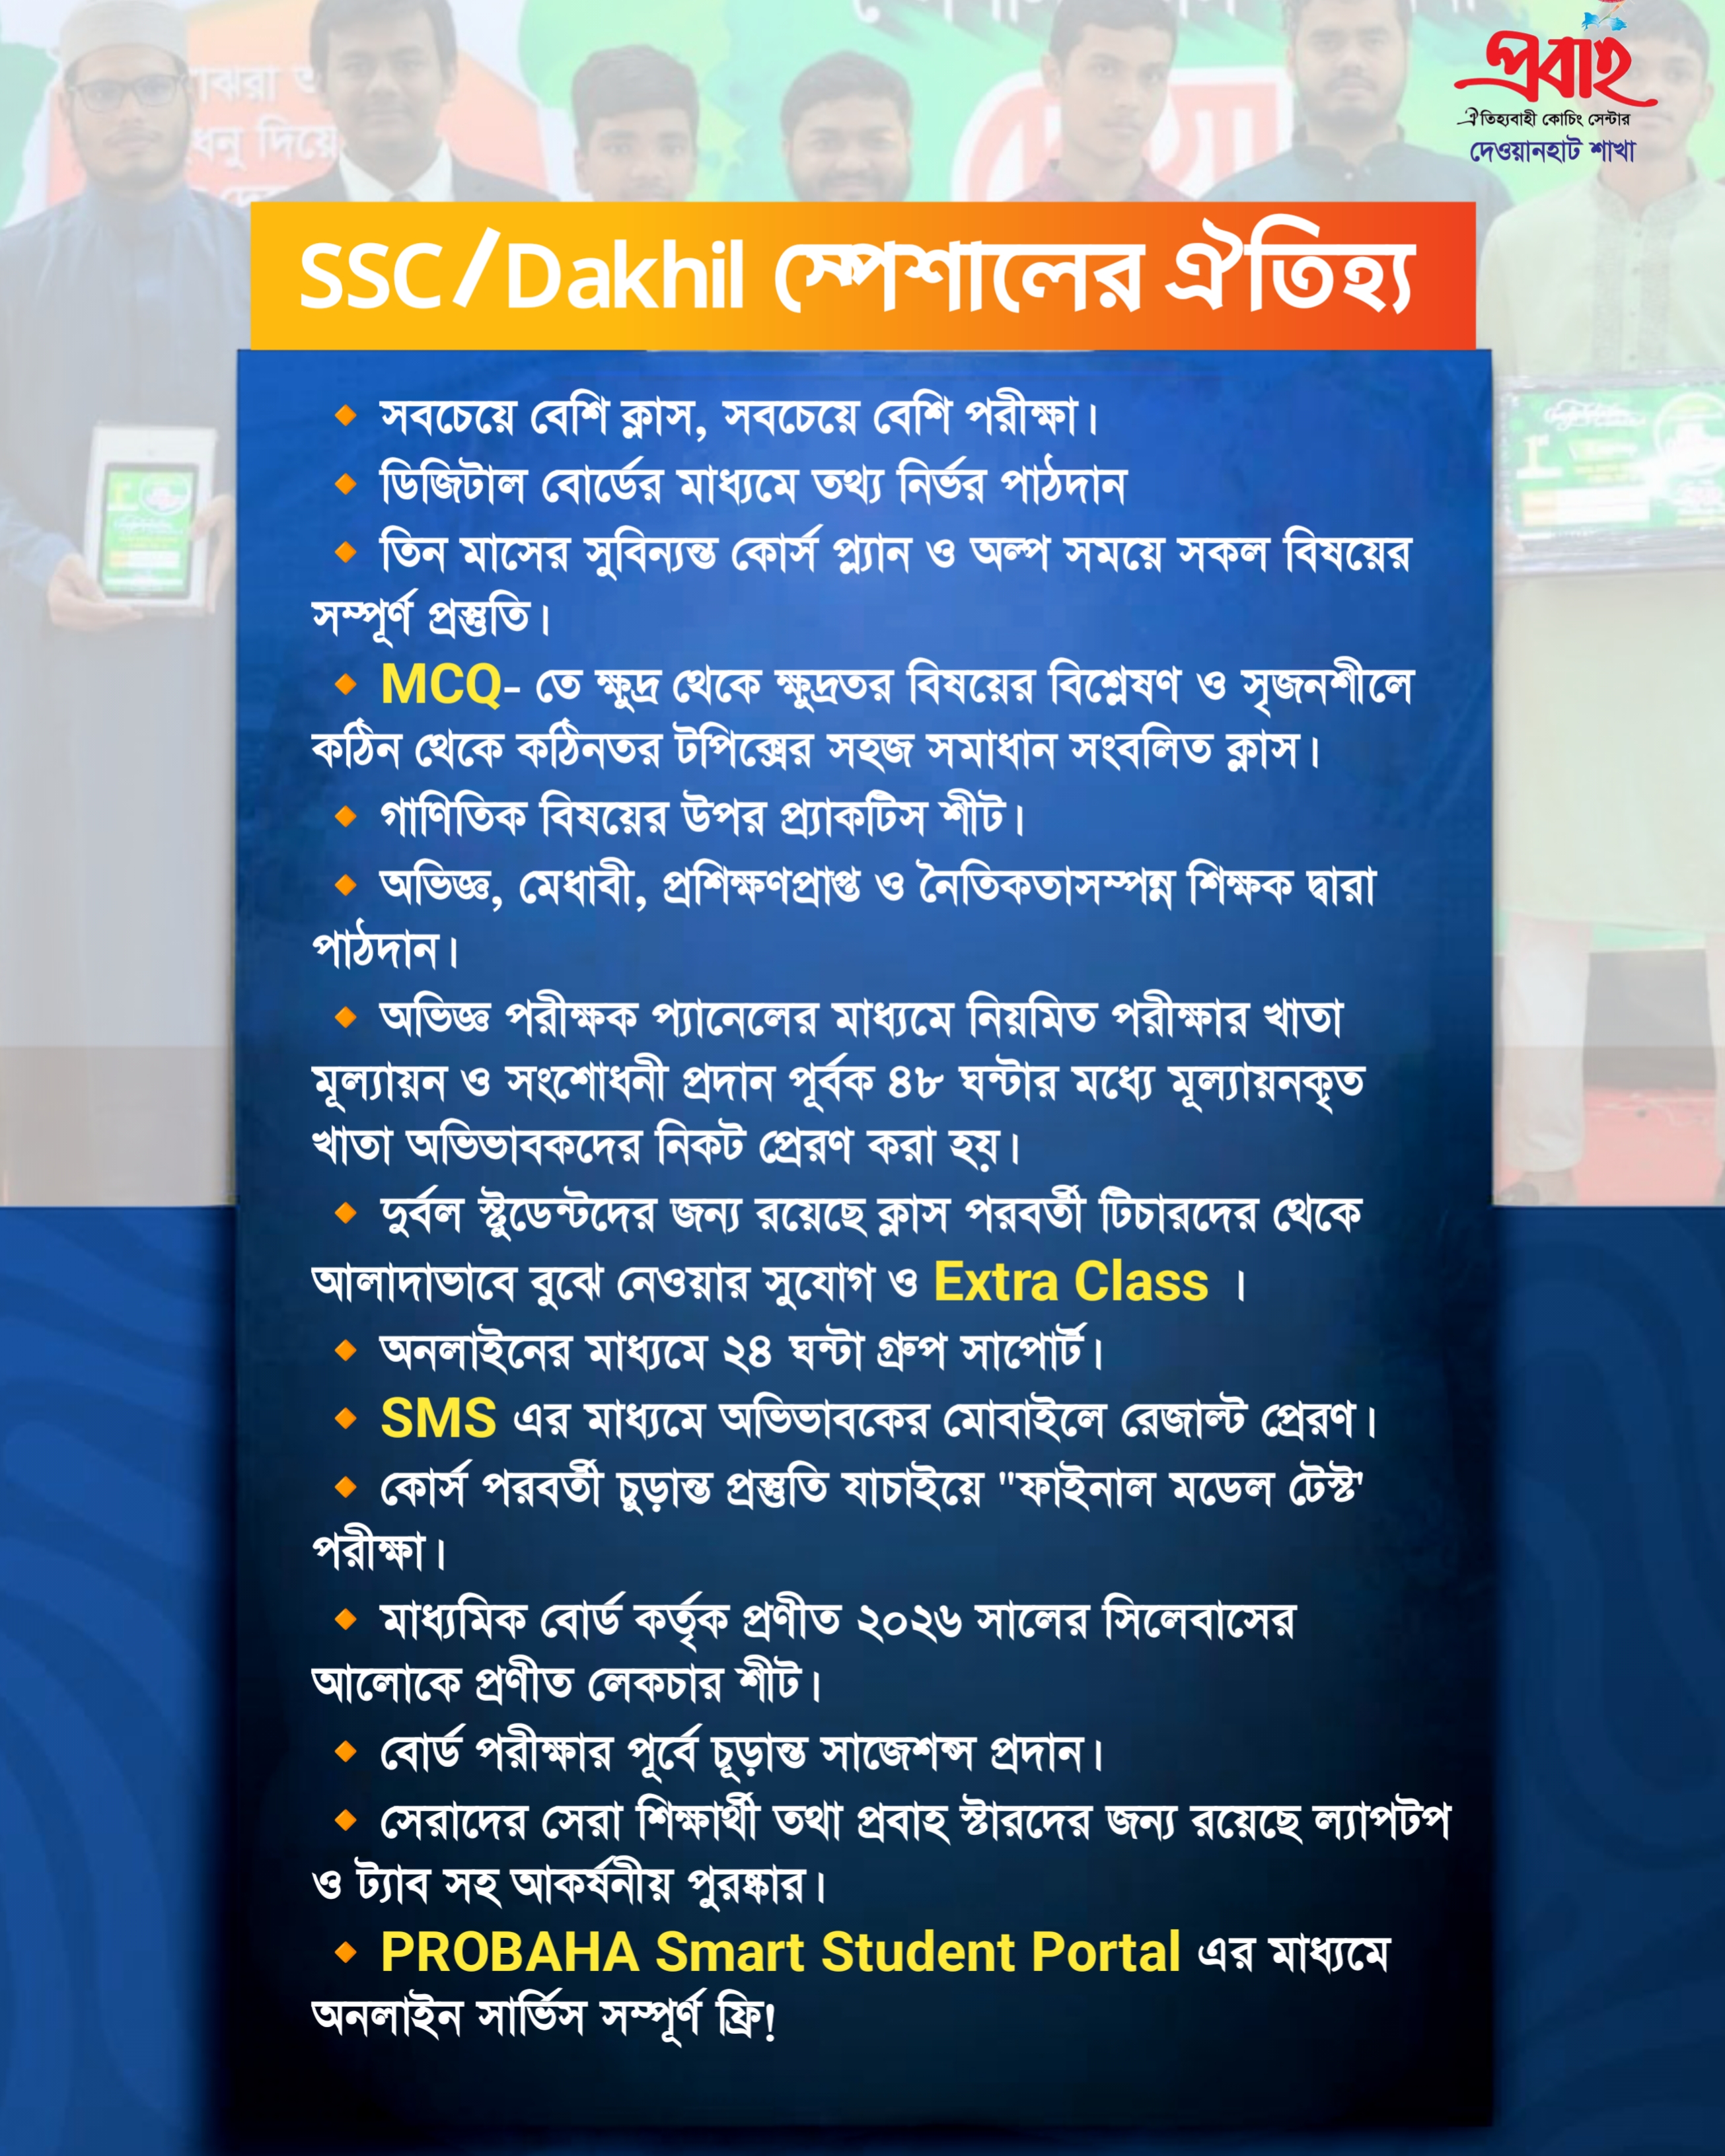 প্রবাহ
ঐতিহ্যবাহী কোচিং সেন্টার
দেওয়ানহাট শাখা
SSC/Dakhil স্পেশালের ঐতিহ্য
🔸 সবচেয়ে বেশি ক্লাস, সবচেয়ে বেশি পরীক্ষা।
🔸 ডিজিটাল বোর্ডের মাধ্যমে তথ্য নির্ভর পাঠদান
🔸 তিন মাসের সুবিন্যস্ত কোর্স প্ল্যান ও অল্প সময়ে সকল বিষয়ের
সম্পূর্ণ প্রস্তুতি।
🔸 MCQ- তে ক্ষুদ্র থেকে ক্ষুদ্রতর বিষয়ের বিশ্লেষণ ও সৃজনশীলে
কঠিন থেকে কঠিনতর টপিক্সের সহজ সমাধান সংবলিত ক্লাস।
🔸 গাণিতিক বিষয়ের উপর প্র্যাকটিস শীট।
🔸 অভিজ্ঞ, মেধাবী, প্রশিক্ষণপ্রাপ্ত ও নৈতিকতাসম্পন্ন শিক্ষক দ্বারা
পাঠদান।
🔸 অভিজ্ঞ পরীক্ষক প্যানেলের মাধ্যমে নিয়মিত পরীক্ষার খাতা
মূল্যায়ন ও সংশোধনী প্রদান পূর্বক ৪৮ ঘন্টার মধ্যে মূল্যায়নকৃত
খাতা অভিভাবকদের নিকট প্রেরণ করা হয়।
🔸 দুর্বল স্টুডেন্টদের জন্য রয়েছে ক্লাস পরবর্তী টিচারদের থেকে
আলাদাভাবে বুঝে নেওয়ার সুযোগ ও Extra Class ।
🔸 অনলাইনের মাধ্যমে ২৪ ঘন্টা গ্রুপ সাপোর্ট।
🔸 SMS এর মাধ্যমে অভিভাবকের মোবাইলে রেজাল্ট প্রেরণ।
🔸 কোর্স পরবর্তী চুড়ান্ত প্রস্তুতি যাচাইয়ে "ফাইনাল মডেল টেস্ট'
পরীক্ষা।
🔸 মাধ্যমিক বোর্ড কর্তৃক প্রণীত ২০২৬ সালের সিলেবাসের
আলোকে প্রণীত লেকচার শীট।
🔸 বোর্ড পরীক্ষার পূর্বে চূড়ান্ত সাজেশন্স প্রদান।
🔸 সেরাদের সেরা শিক্ষার্থী তথা প্রবাহ স্টারদের জন্য রয়েছে ল্যাপটপ
ও ট্যাব সহ আকর্ষনীয় পুরষ্কার।
🔸 PROBAHA Smart Student Portal এর মাধ্যমে
অনলাইন সার্ভিস সম্পূর্ণ ফ্রি!